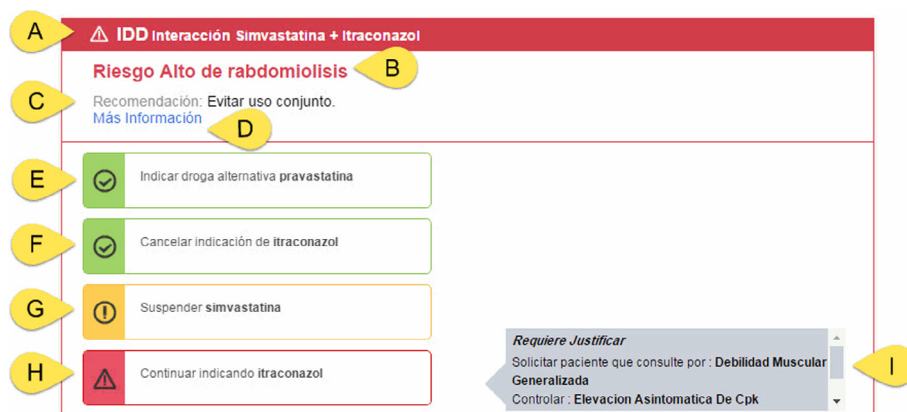 A
IDD Interacción Simvastatina + Itraconazol
Riesgo Alto de rabdomiolisis
B
C
Recomendación: Evitar uso conjunto.
Más Información
D
E
Indicar droga alternativa pravastatina
F
Cancelar indicación de itraconazol
G
Suspender simvastatina
H
Continuar indicando itraconazol
Requiere Justificar
Solicitar paciente que consulte por : Debilidad Muscular
Generalizada
Controlar : Elevacion Asintomatica De Cpk
I